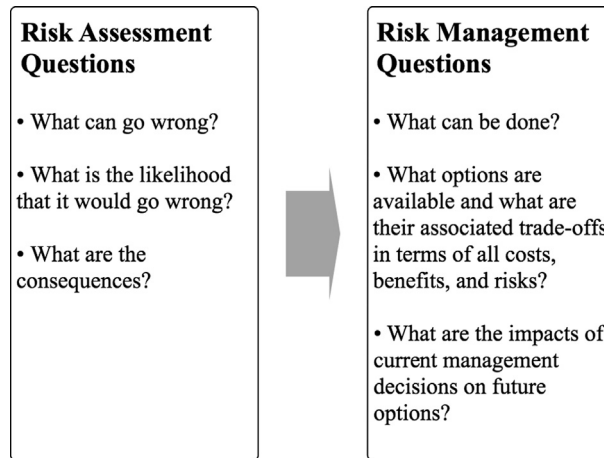 Risk Assessment
Questions
• What can go wrong?
• What is the likelihood
that it would go wrong?
• What are the
consequences?
Risk Management
Questions
• What can be done?
• What options are
available and what are
their associated trade-offs
in terms of all costs,
benefits, and risks?
• What are the impacts of
current management
decisions on future
options?